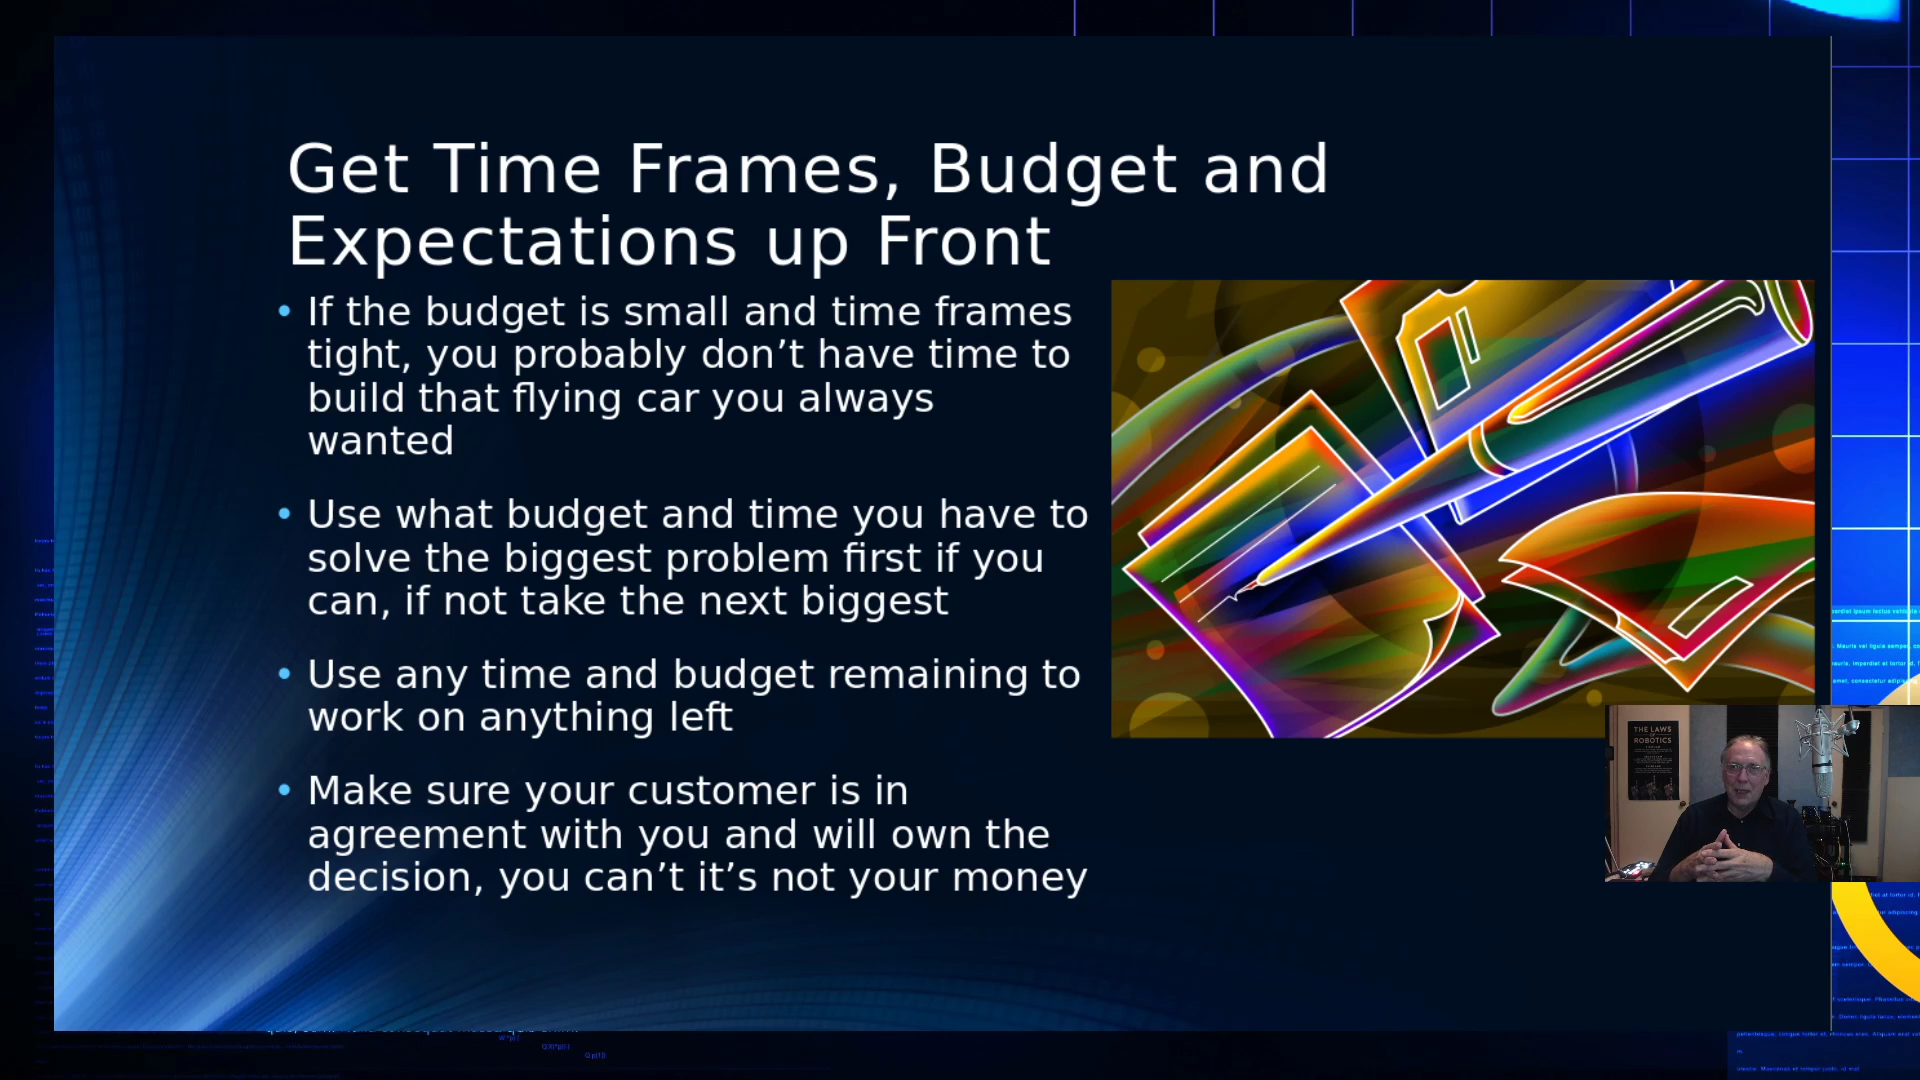 Get Time Frames, Budget and
Expectations up Front
• If the budget is small and time frames
tight, you probably don’t have time to
build that flying car you always
wanted
• Use what budget and time you have to
solve the biggest problem first if you
can, if not take the next biggest
• Use any time and budget remaining to
work on anything left
• Make sure your customer is in
agreement with you and will own the
decision, you can’t it’s not your money
THE LAWS
OF
ROBOTICS